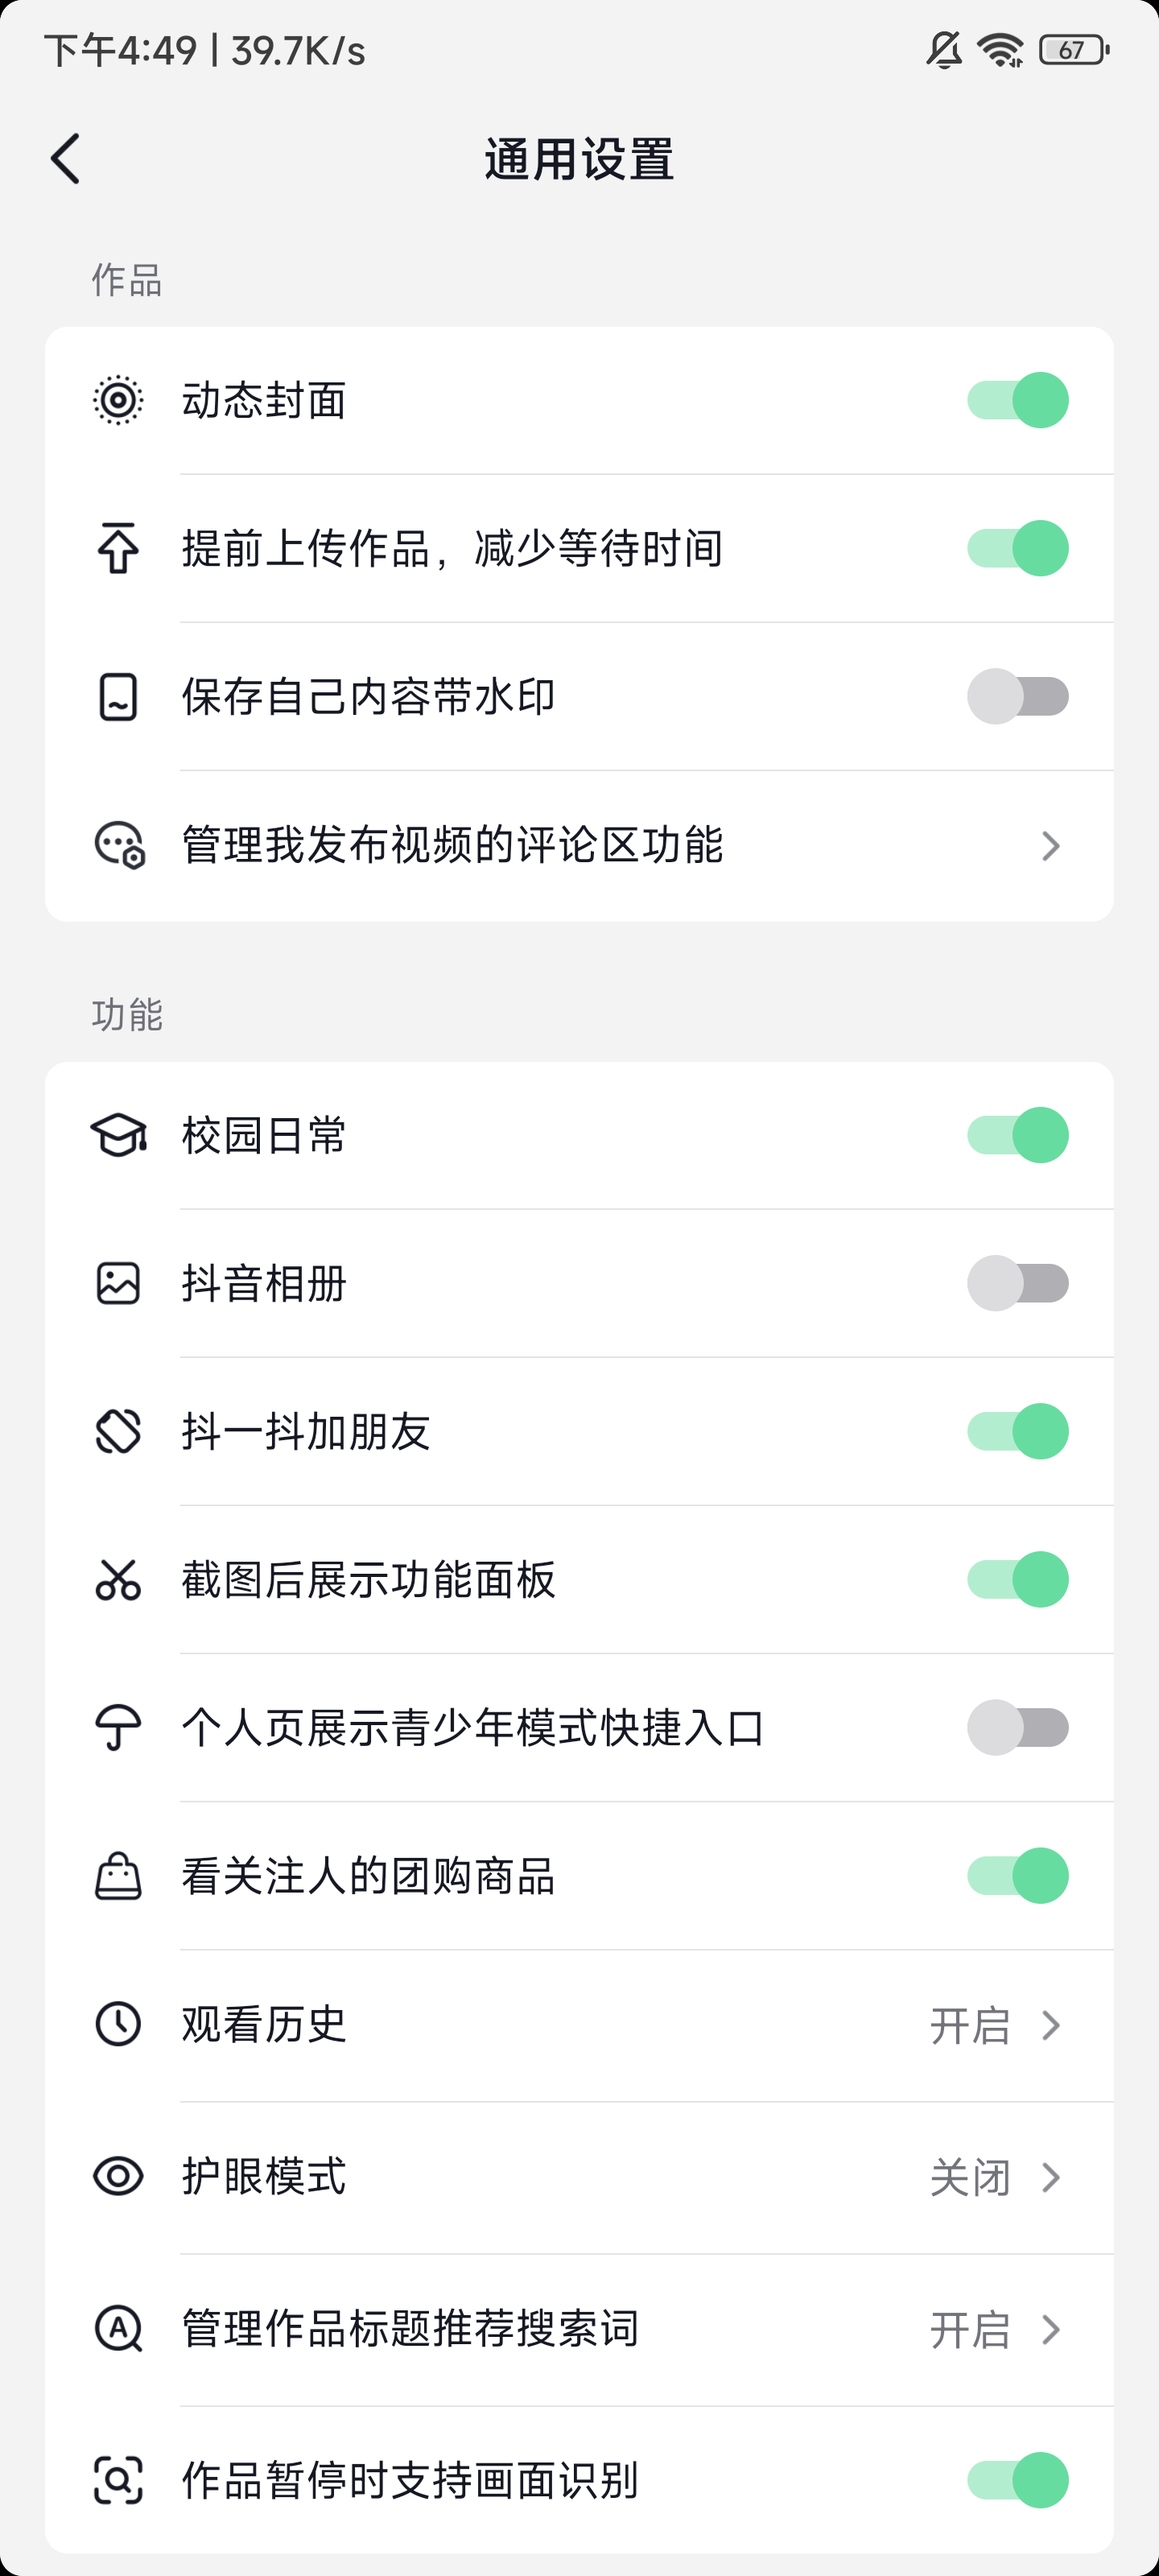 下午4:49 | 39.7K/s
67
通用设置
作品
动态封面
提前上传作品，减少等待时间
保存自己内容带水印
管理我发布视频的评论区功能
功能
校园日常
抖音相册
抖一抖加朋友
截图后展示功能面板
个人页展示青少年模式快捷入口
看关注人的团购商品
观看历史 开启
护眼模式 关闭
管理作品标题推荐搜索词 开启
作品暂停时支持画面识别